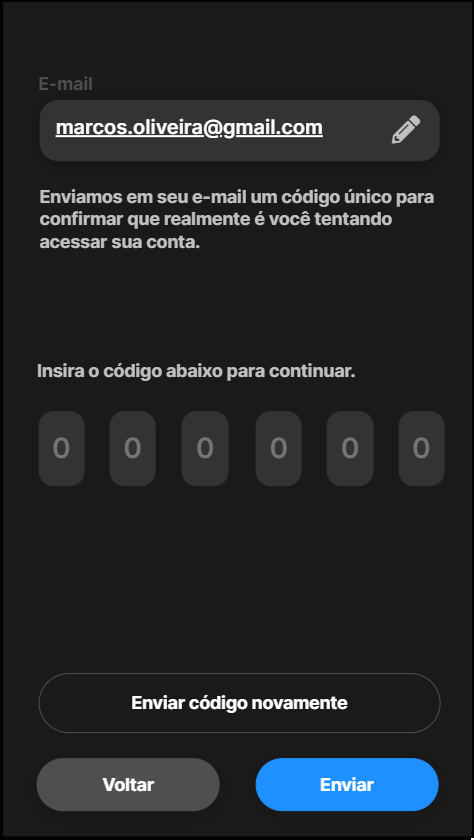 E-mail
marcos.oliveira@gmail.com
Enviamos em seu e-mail um código único para
confirmar que realmente é você tentando
acessar sua conta.
Insira o código abaixo para continuar.
0 0 0 0 0 0
Enviar código novamente
Voltar Enviar